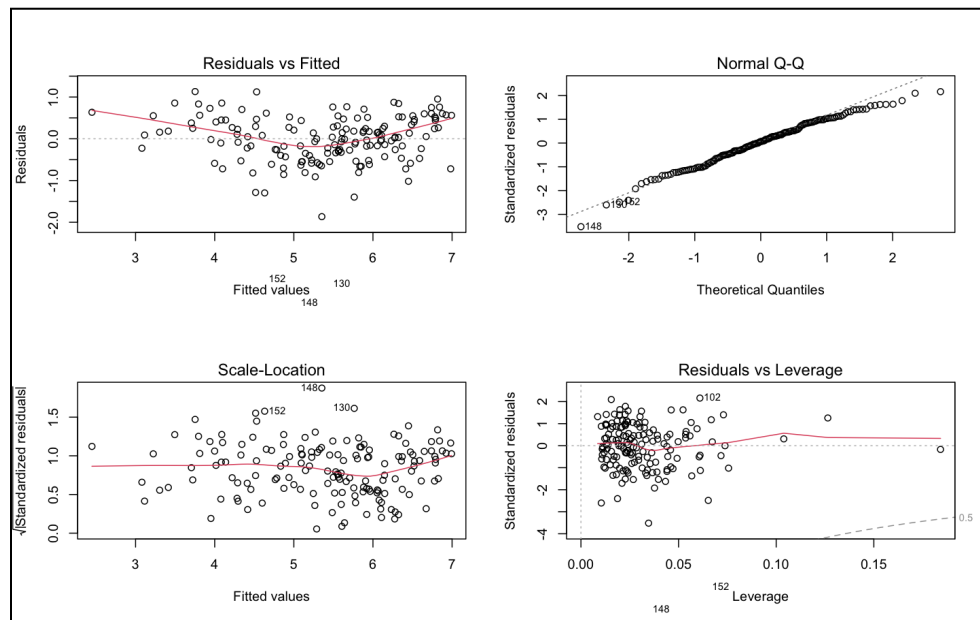 Residuals vs Fitted
Residuals
1.0
0.0
-1.0
-2.0
3 4 5 6 7
Fitted values
152
130
148
Normal Q-Q
Standardized residuals
2
1
0
-1
-2
-3
130
152
148
-2 -1 0 1 2
Theoretical Quantiles
Scale-Location
√|Standardized residuals|
1.5
1.0
0.5
0.0
148
152
130
3 4 5 6 7
Fitted values
Residuals vs Leverage
Standardized residuals
2
0
-2
-4
102
0.5
0.00 0.05 0.10 0.15
152
Leverage
148